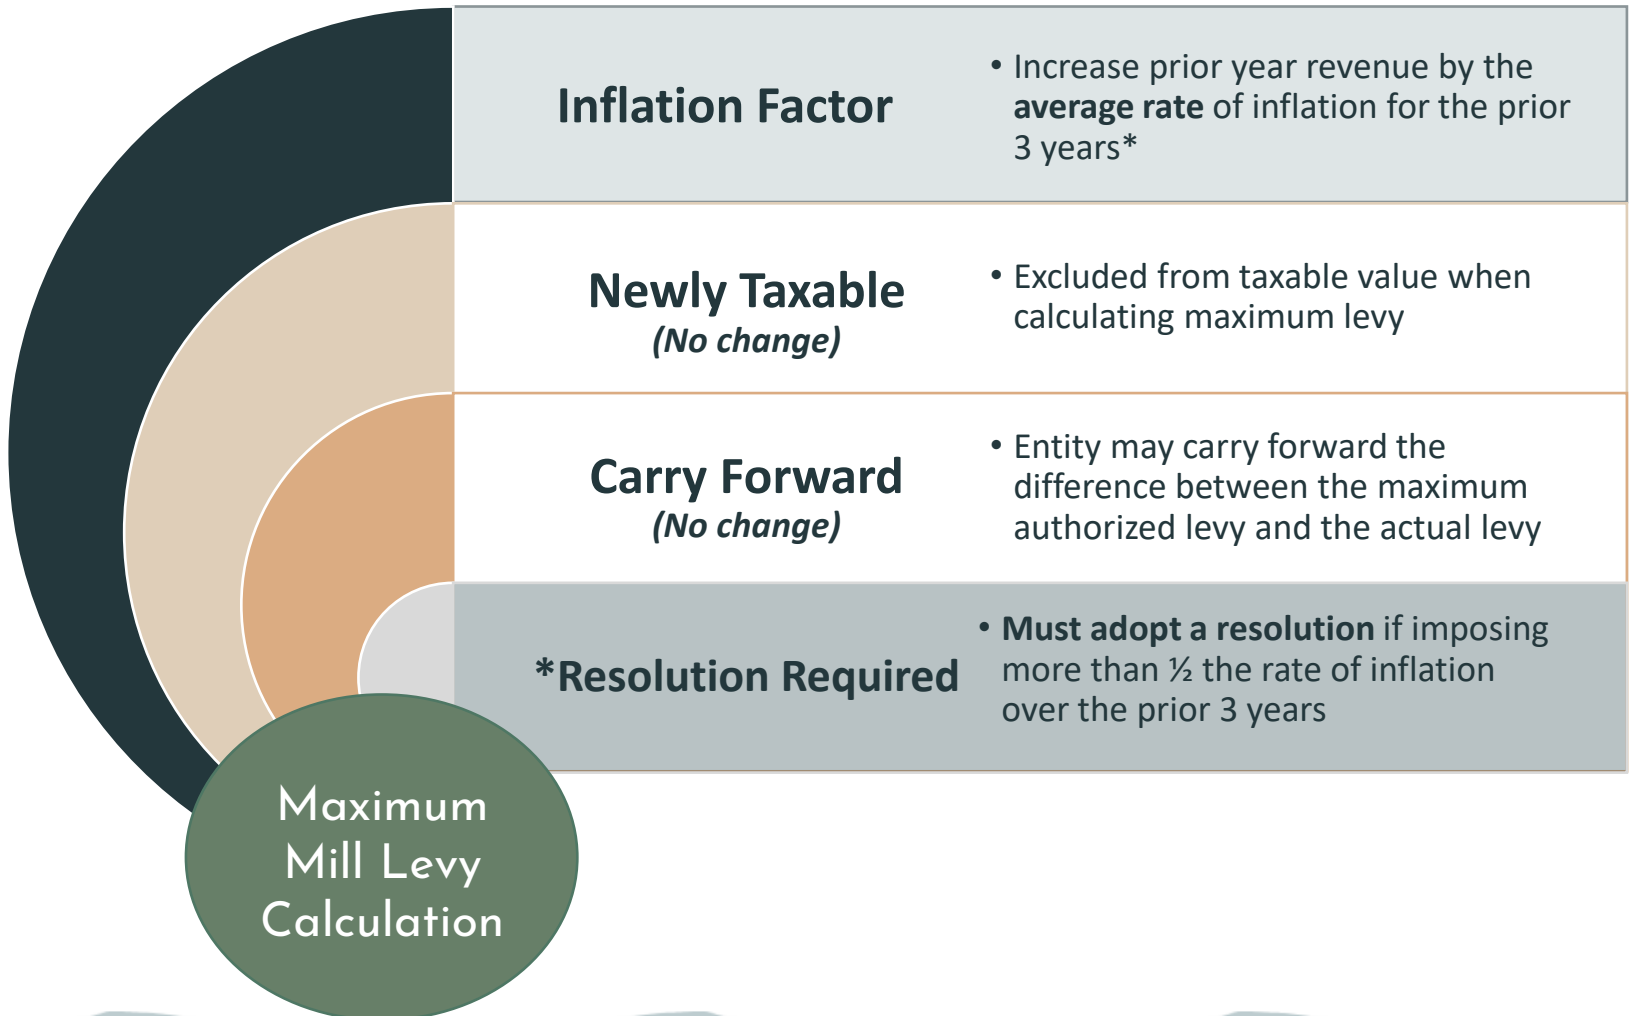 Inflation Factor
• Increase prior year revenue by the
average rate of inflation for the prior
3 years*
Newly Taxable
(No change)
• Excluded from taxable value when
calculating maximum levy
Carry Forward
(No change)
• Entity may carry forward the
difference between the maximum
authorized levy and the actual levy
*Resolution Required
• Must adopt a resolution if imposing
more than ½ the rate of inflation
over the prior 3 years
Maximum
Mill Levy
Calculation